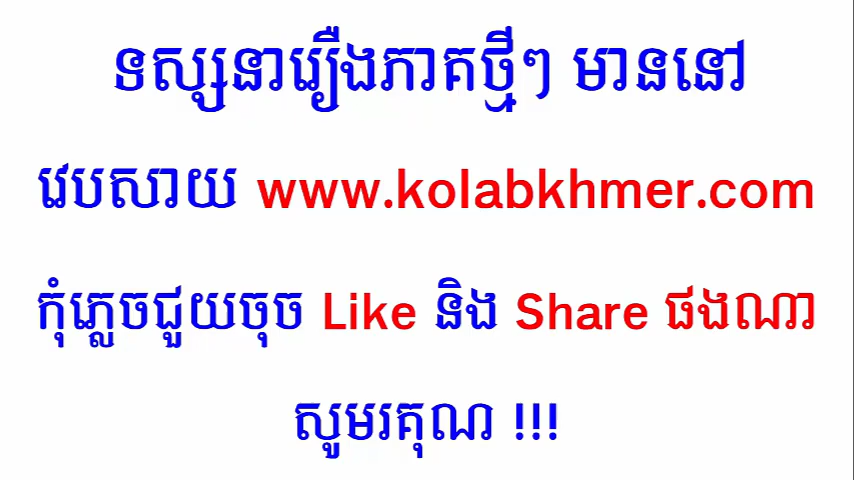 ទស្សនារឿងភាគថ្មីៗ មាននៅ
វេបសាយ www.kolabkhmer.com
កុំភ្លេចជួយចុច Like និង Share ផងណា
សូមរគុណ !!!